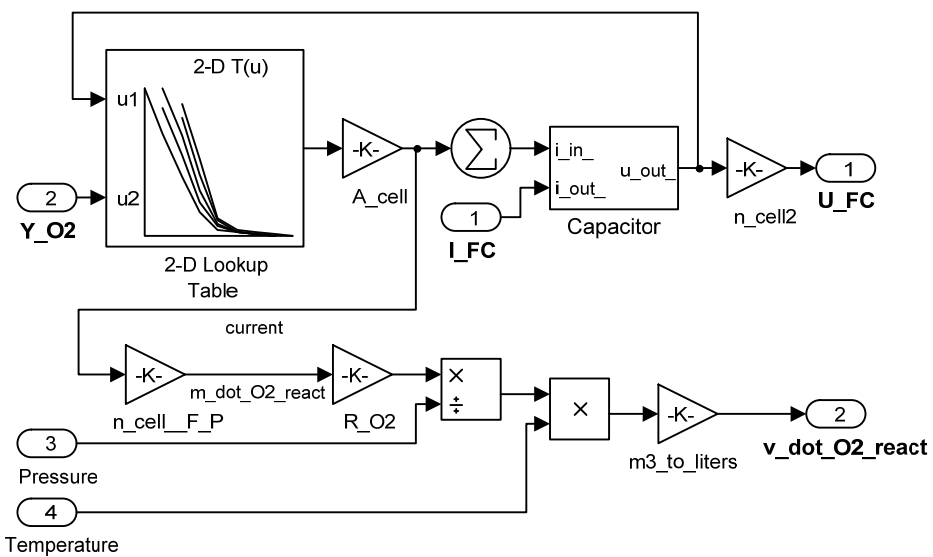 2-D T(u)
u1
u2
2
Y_O2
2-D Lookup
Table
-K-
A_cell
Σ
1
I_FC
i_in_
i_out_
u_out_
Capacitor
-K-
n_cell2
1
U_FC
current
-K-
n_cell__F_P
m_dot_O2_react
-K-
R_O2
×
÷
×
-K-
m3_to_liters
2
v_dot_O2_react
3
Pressure
4
Temperature